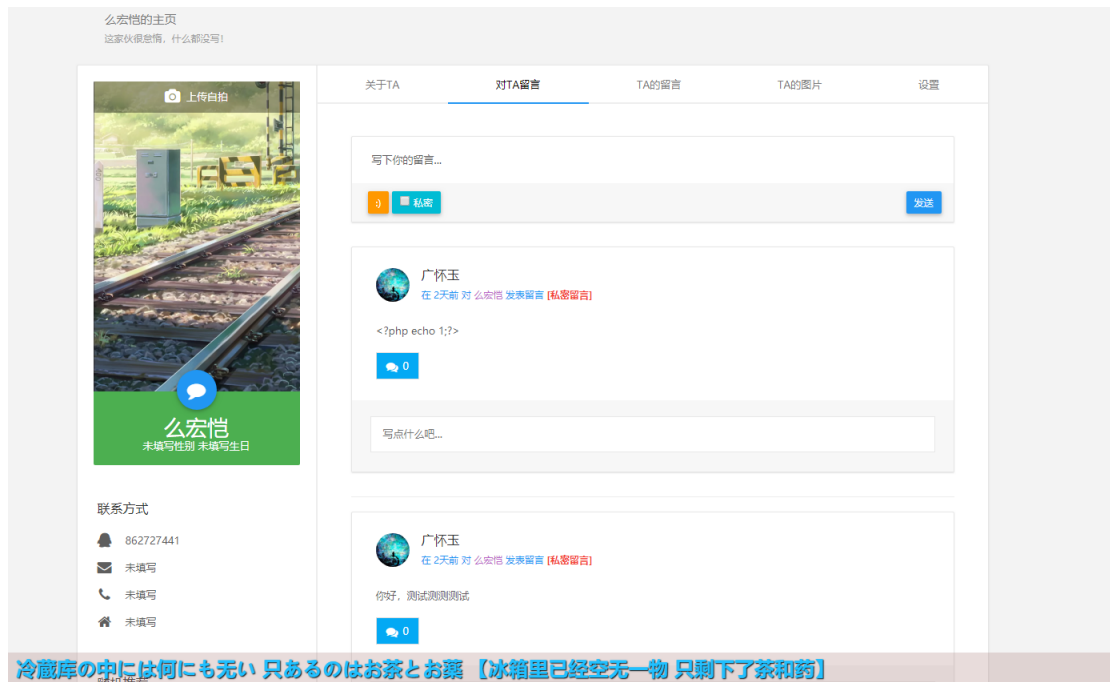 么宏恺的主页
这家伙很怠惰，什么都没写！
上传自拍
关于TA 对TA留言 TA的留言 TA的图片 设置
写下你的留言...
:) 私密 发送
广怀玉
在 2天前 对 么宏恺 发表留言 [私密留言]
<?php echo 1;?>
0
写点什么吧...
么宏恺
未填写性别 未填写生日
联系方式
862727441
未填写
未填写
未填写
广怀玉
在 2天前 对 么宏恺 发表留言 [私密留言]
你好，测试测测测试
0
冷蔵庫の中には何にも无い 只あるのはお茶とお薬 【冰箱里已经空无一物 只剩下了茶和药】